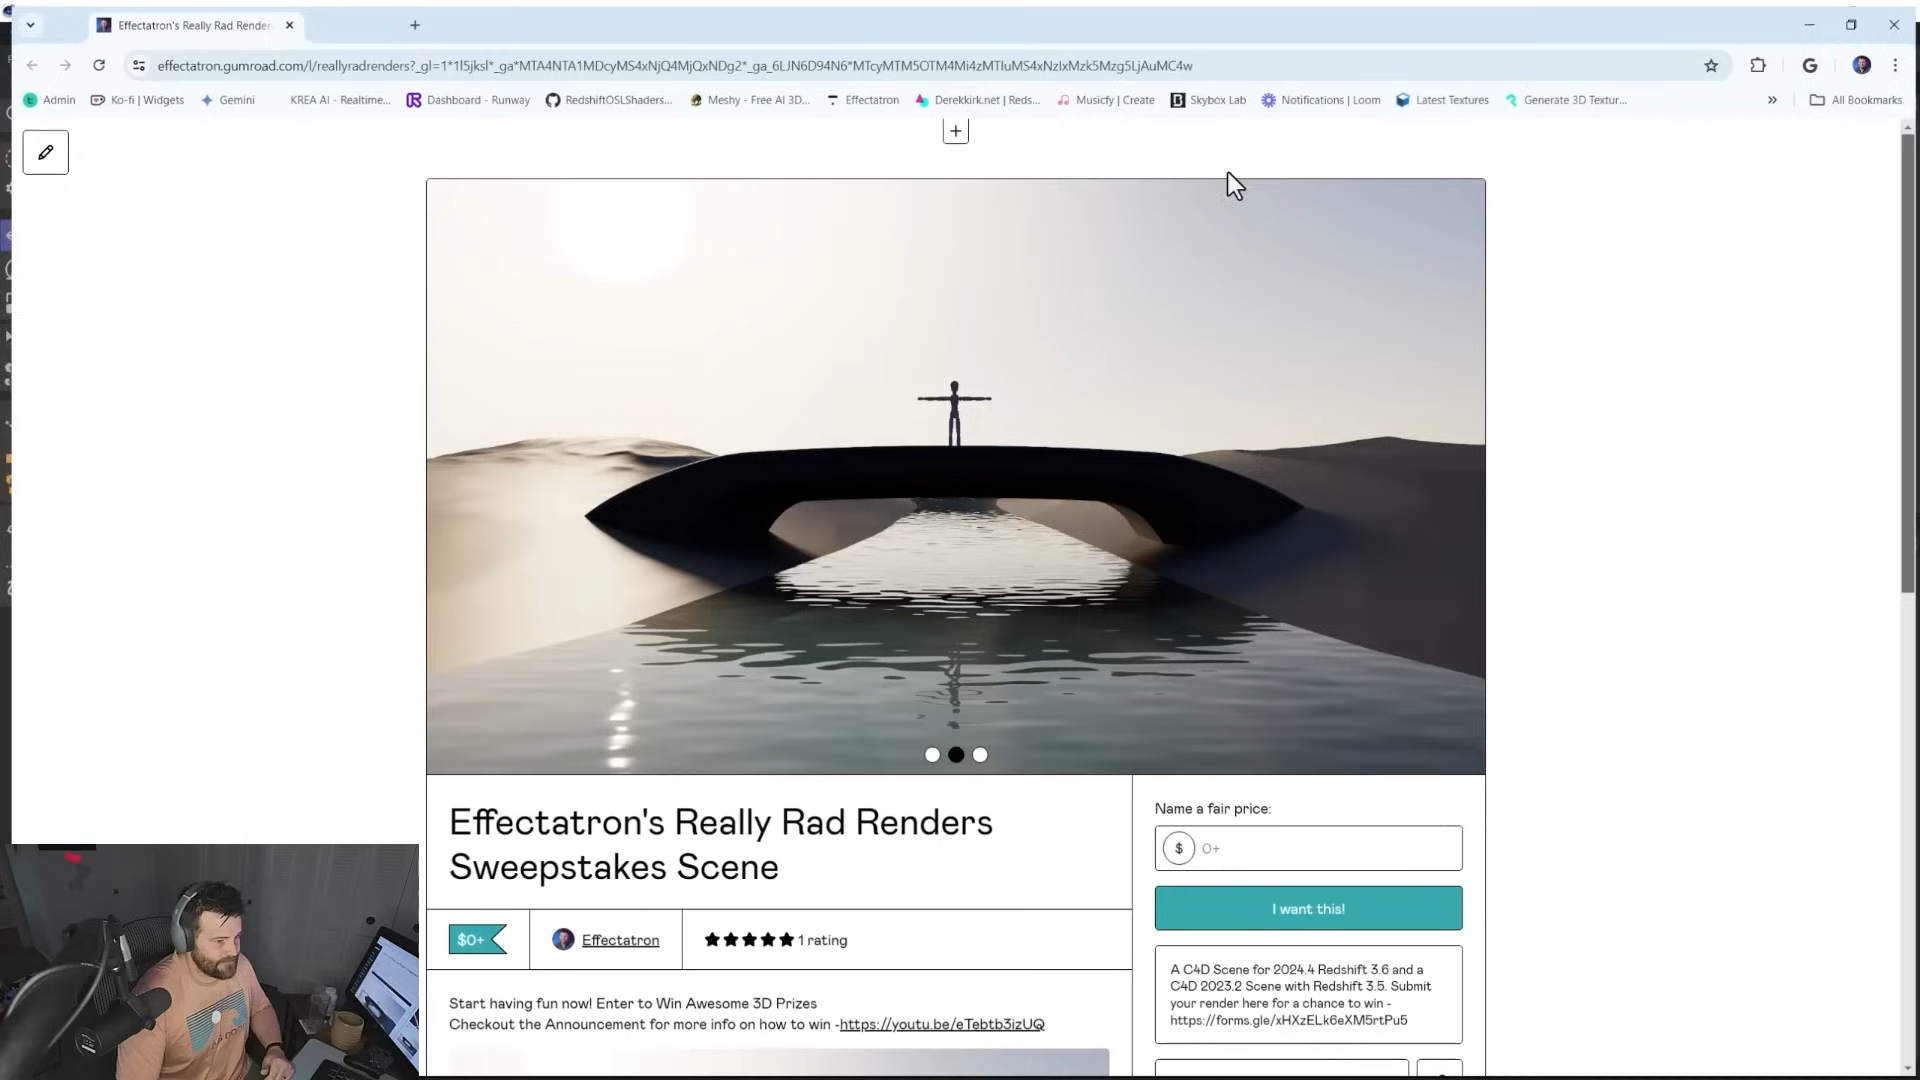 Effectatron's Really Rad Render
effectatron.gumroad.com/l/reallyradrenders?_gl=1*1l5jksl*_ga*MTA4NTA1MDcyMS4xNjQ4MjQxNDg2*_ga_6LJN6D94N6*MTcyMTM5OTM4Mi4zMTIuMS4xNzIxMzk5Mzg5LjAuMC4w
Admin
Ko-fi | Widgets
Gemini
KREA AI - Realtime...
Dashboard - Runway
RedshiftOSLShaders...
Meshy - Free AI 3D...
Effectatron
Derekkirk.net | Reds...
Musicfy | Create
Skybox Lab
Notifications | Loom
Latest Textures
Generate 3D Textur...
All Bookmarks
Effectatron's Really Rad Renders
Sweepstakes Scene
$0+
Effectatron
1 rating
Start having fun now! Enter to Win Awesome 3D Prizes
Checkout the Announcement for more info on how to win -https://youtu.be/eTebtb3izUQ
Name a fair price:
$ 0+
I want this!
A C4D Scene for 2024.4 Redshift 3.6 and a
C4D 2023.2 Scene with Redshift 3.5. Submit
your render here for a chance to win -
https://forms.gle/xHXzELk6eXM5rtPu5